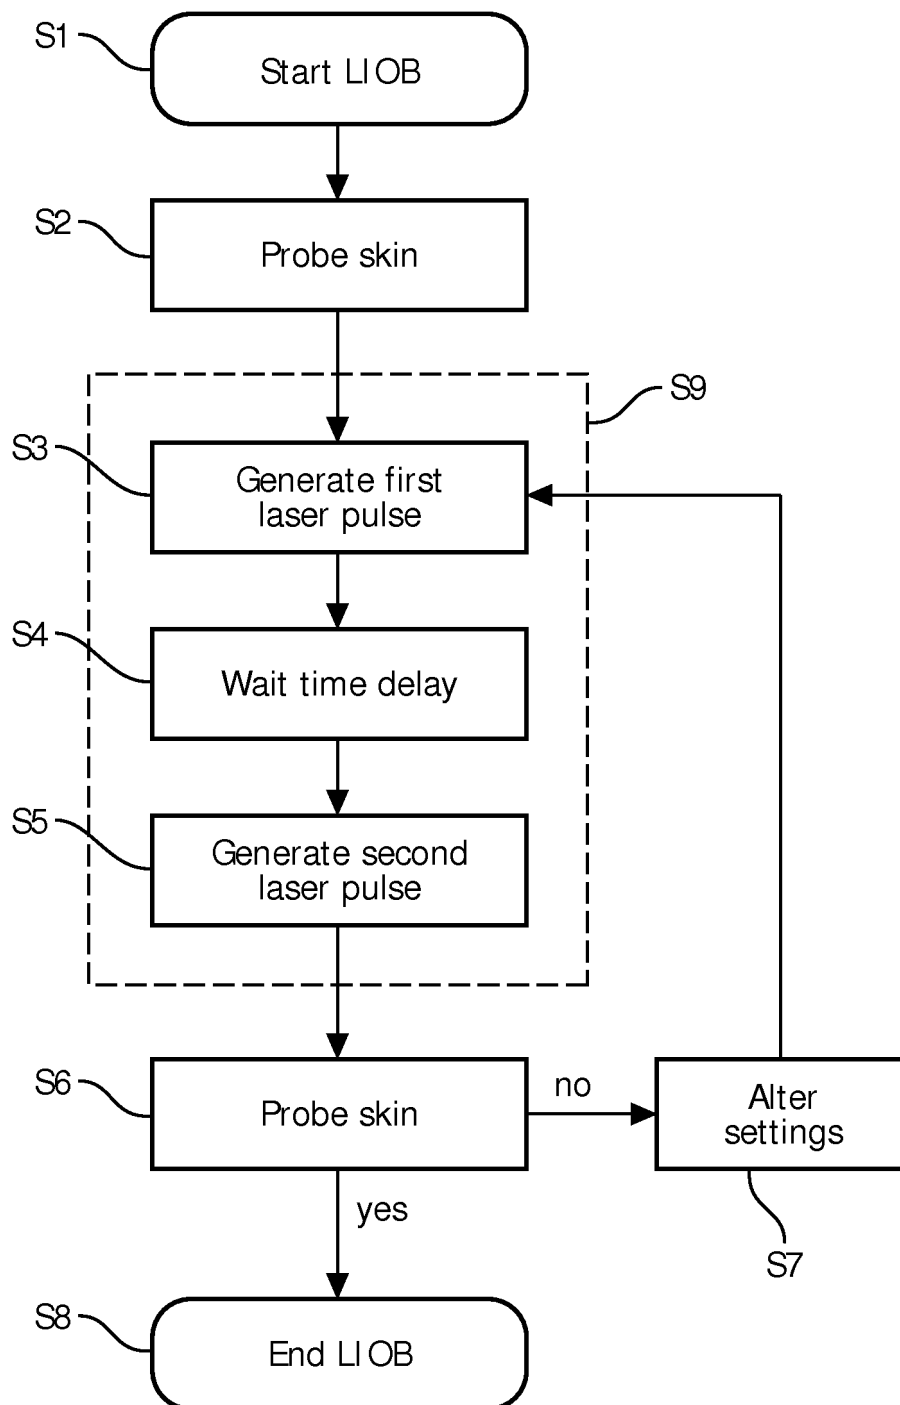 S1
Start LIOB
S2
Probe skin
S9
S3
Generate first
laser pulse
S4
Wait time delay
S5
Generate second
laser pulse
S6
Probe skin
no
Alter
settings
yes
S7
S8
End LIOB